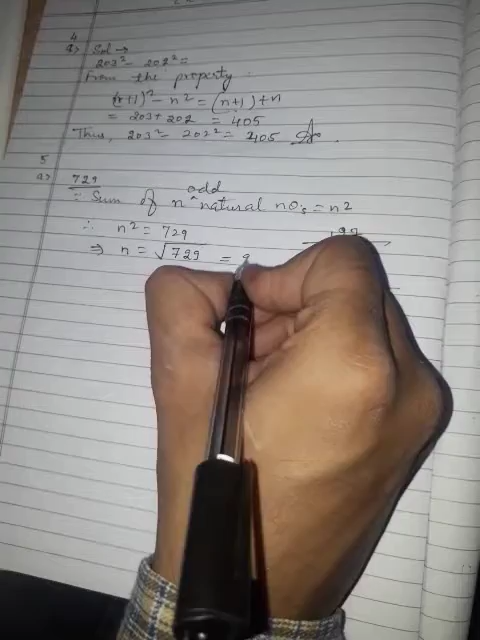 4
a) Sol →
203² - 202² =
From the property:
(n+1)² - n² = (n+1) + n
= 203 + 202 = 405
Thus, 203² - 202² = 405 Ans.
5
a) 729
∵ Sum of n odd natural no.s = n²
∴ n² = 729
⇒ n = √729 =